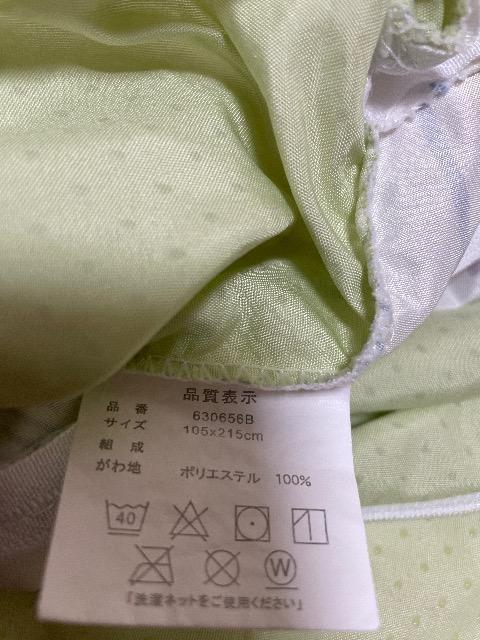 品質表示
品番 630656B
サイズ 105x215cm
組成
がわ地 ポリエステル 100%
40
W
「洗濯ネットをご使用ください」